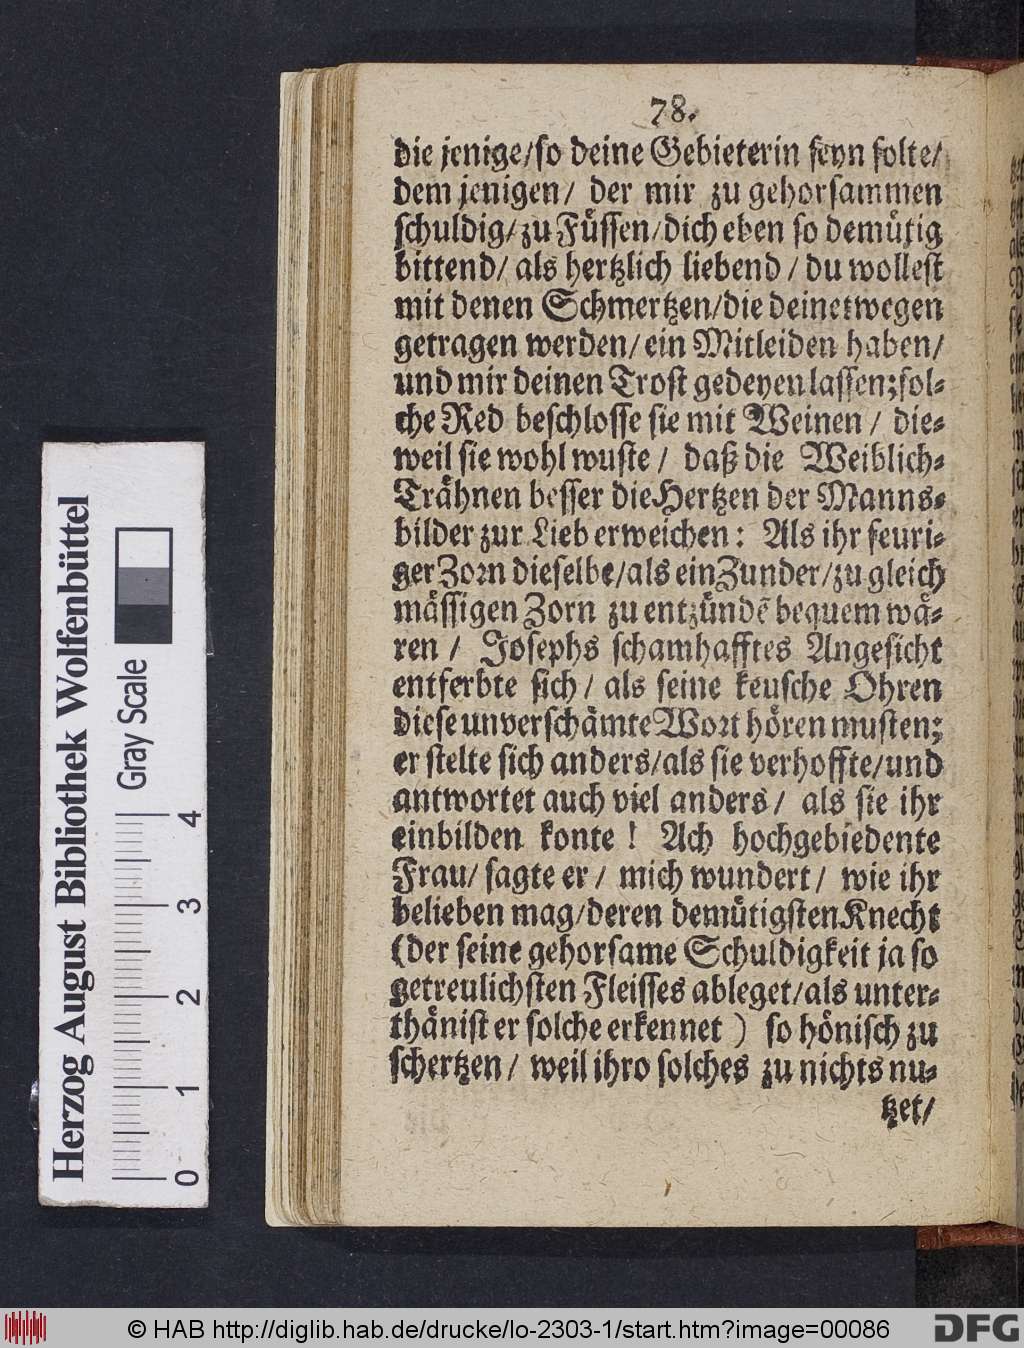 78.
die jenige/so deine Gebieterin seyn solte/
dem jenigen/ der mir zu gehorsammen
schuldig/zu Füssen/dich eben so demütig
bittend/ als hertzlich liebend / du wollest
mit denen Schmertzen/die deinetwegen
getragen werden/ein Mitleiden haben/
und mir deinen Trost gedeyen lassen; sol-
che Red beschlosse sie mit Weinen / die-
weil sie wohl wuste / daß die Weiblich-
Trähnen besser die Hertzen der Manns-
bilder zur Lieb erweichen: Als ihr feuri-
ger Zorn dieselbe/als ein Zunder/zu gleich
mässigen Zorn zu entzündē bequem wä-
ren / Josephs schamhafftes Angesicht
entferbte sich/ als seine keusche Ohren
diese unverschämte Wort hören musten;
er stelte sich anders/als sie verhoffte/und
antwortet auch viel anders/ als sie ihr
einbilden konte! Ach hochgebiedente
Frau/ sagte er / mich wundert/ wie ihr
belieben mag/deren demütigsten Knecht
(der seine gehorsame Schuldigkeit ja so
getreulichsten Fleisses ableget/als unter-
thänist er solche erkennet ) so hönisch zu
schertzen / weil ihro solches zu nichts nu-
tzet/
Herzog August Bibliothek Wolfenbüttel
Gray Scale
0 1 2 3 4
© HAB http://diglib.hab.de/drucke/lo-2303-1/start.htm?image=00086
DFG